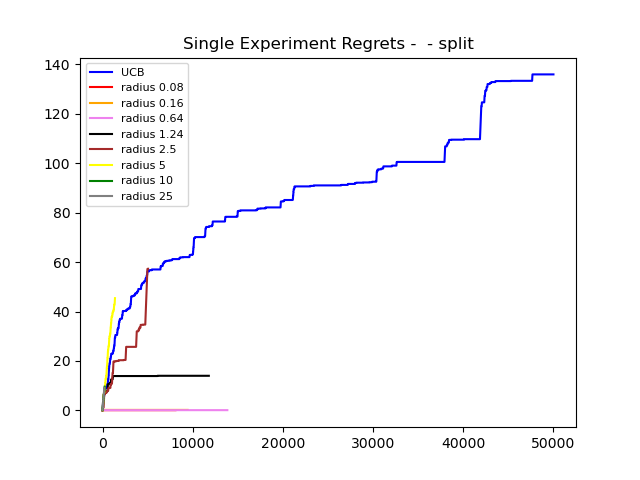 Single Experiment Regrets -  - split
140
120
100
80
60
40
20
0
UCB
radius 0.08
radius 0.16
radius 0.64
radius 1.24
radius 2.5
radius 5
radius 10
radius 25
0 10000 20000 30000 40000 50000